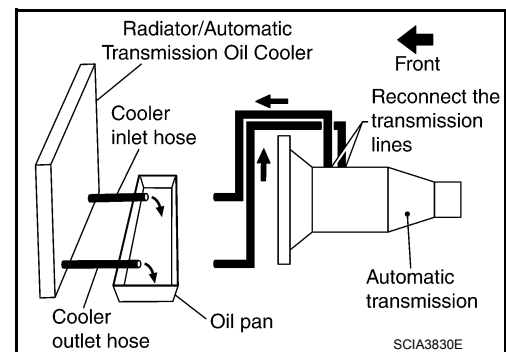 Radiator/Automatic
Transmission Oil Cooler
Front
Cooler
inlet hose
Reconnect the
transmission
lines
Automatic
transmission
Oil pan
Cooler
outlet hose
SCIA3830E